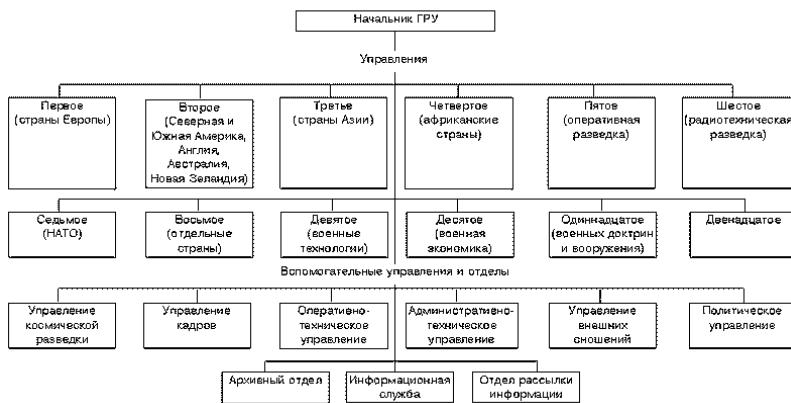 Начальник ГРУ
Управления
Первое
(страны Европы)
Второе
(Северная и
Южная Америка,
Англия,
Австралия,
Новая Зеландия)
Третье
(страны Азии)
Четвертое
(африканские
страны)
Пятое
(оперативная
разведка)
Шестое
(радиотехническая
разведка)
Седьмое
(НАТО)
Восьмое
(отдельные
страны)
Девятое
(военные
технологии)
Десятое
(военная
экономика)
Одиннадцатое
(военных доктрин
и вооружения)
Двенадцатое
Вспомогательные управления и отделы
Управление
космической
разведки
Управление
кадров
Оперативно-
техническое
управление
Административно-
техническое
управление
Управление
внешних
сношений
Политическое
управление
Архивный отдел
Информационная
служба
Отдел рассылки
информации